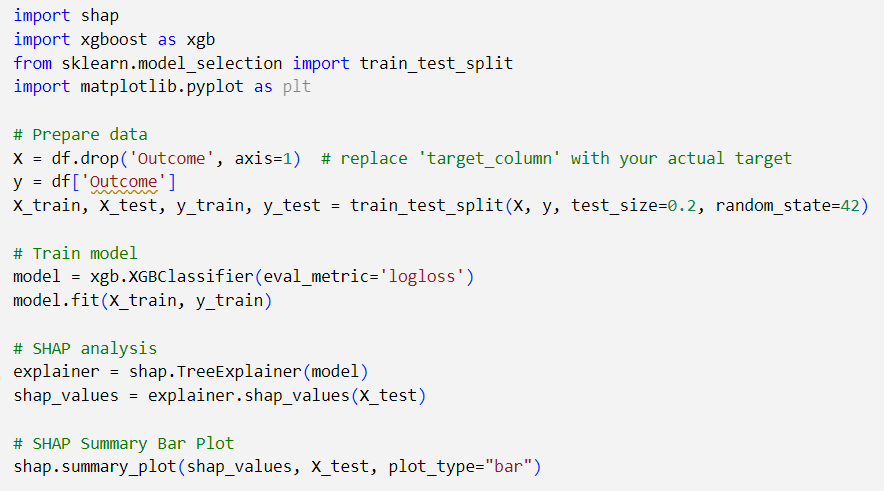 import shap
import xgboost as xgb
from sklearn.model_selection import train_test_split
import matplotlib.pyplot as plt
# Prepare data
X = df.drop('Outcome', axis=1)  # replace 'target_column' with your actual target
y = df['Outcome']
X_train, X_test, y_train, y_test = train_test_split(X, y, test_size=0.2, random_state=42)
# Train model
model = xgb.XGBClassifier(eval_metric='logloss')
model.fit(X_train, y_train)
# SHAP analysis
explainer = shap.TreeExplainer(model)
shap_values = explainer.shap_values(X_test)
# SHAP Summary Bar Plot
shap.summary_plot(shap_values, X_test, plot_type="bar")